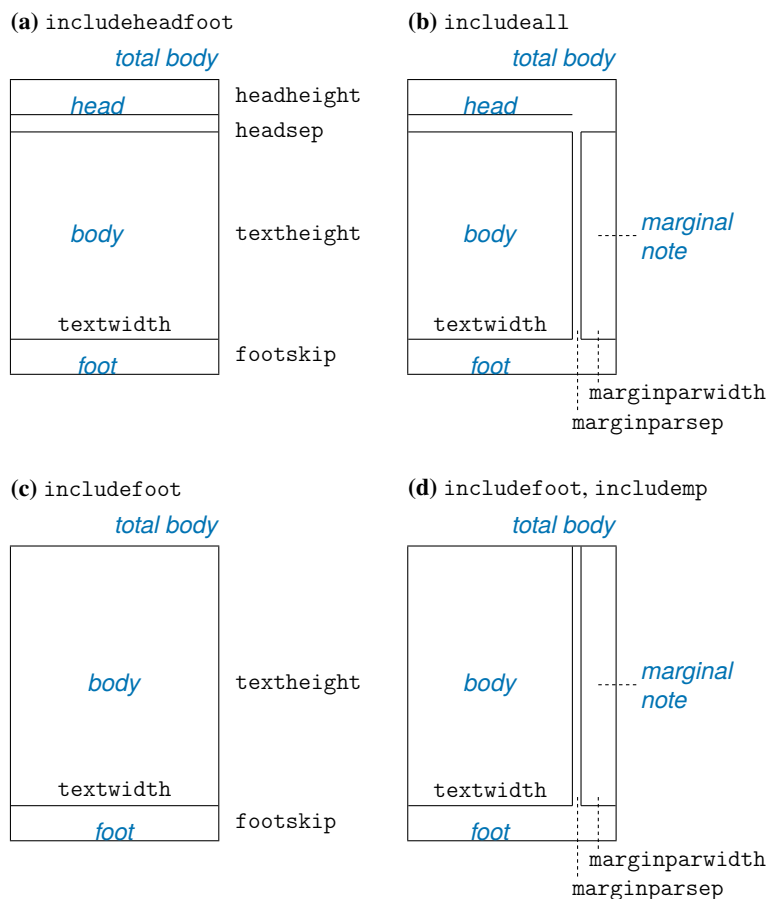 (a) includeheadfoot
total body
head
headheight
headsep
body
textheight
textwidth
foot
footskip
(b) includeall
total body
head
body
marginal
note
textwidth
foot
marginparwidth
marginparsep
(c) includefoot
total body
body
textheight
textwidth
foot
footskip
(d) includefoot, includemp
total body
body
marginal
note
textwidth
foot
marginparwidth
marginparsep